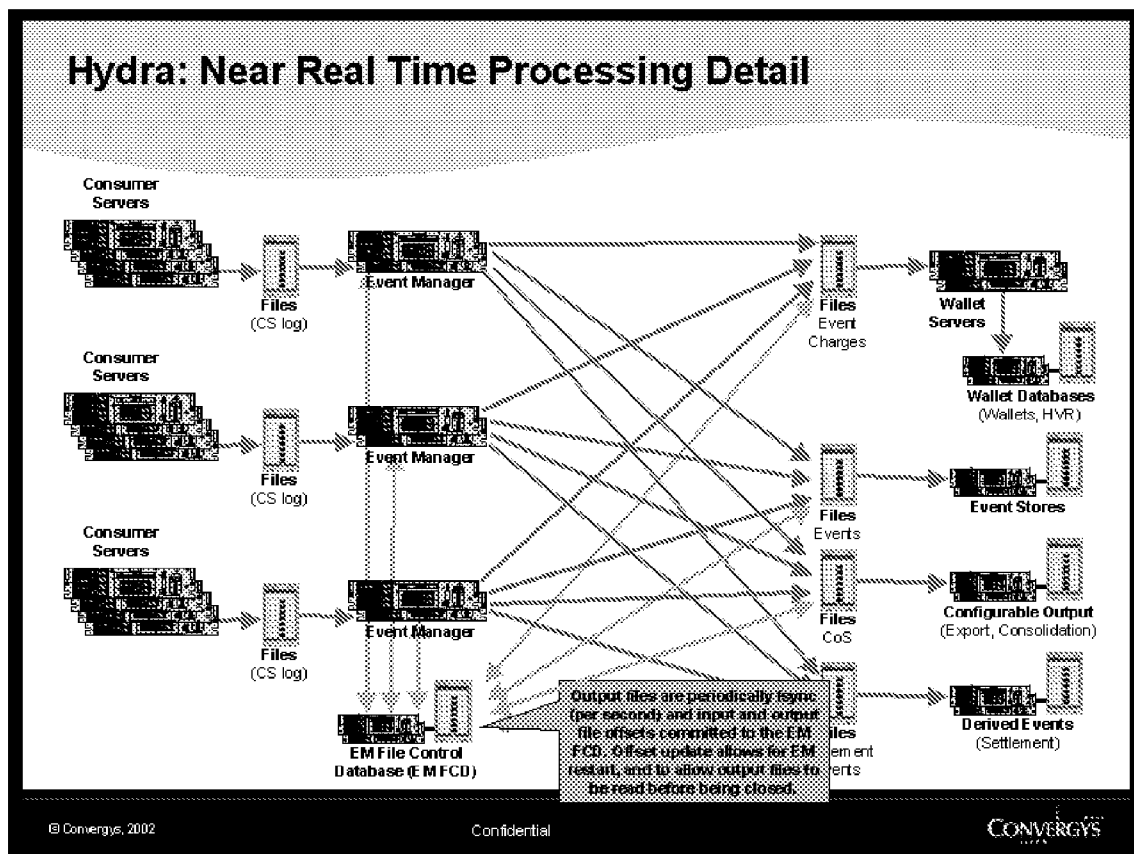 Hydra: Near Real Time Processing Detail
Consumer
Servers
Files
(CS log)
Event Manager
Files
Event
Charges
Wallet
Servers
Wallet Databases
(Wallets, HVR)
Consumer
Servers
Files
(CS log)
Event Manager
Files
Events
Event Stores
Consumer
Servers
Files
(CS log)
Event Manager
Files
CoS
Configurable Output
(Export, Consolidation)
EM File Control
Database (EM FCD)
Output files are periodically fsync
(per second) and input and output
file offsets committed to the EM
FCD. Offset update allows for EM
restart, and to allow output files to
be read before being closed.
Derived Events
(Settlement)
© Convergys, 2002
Confidential
CONVERGYS